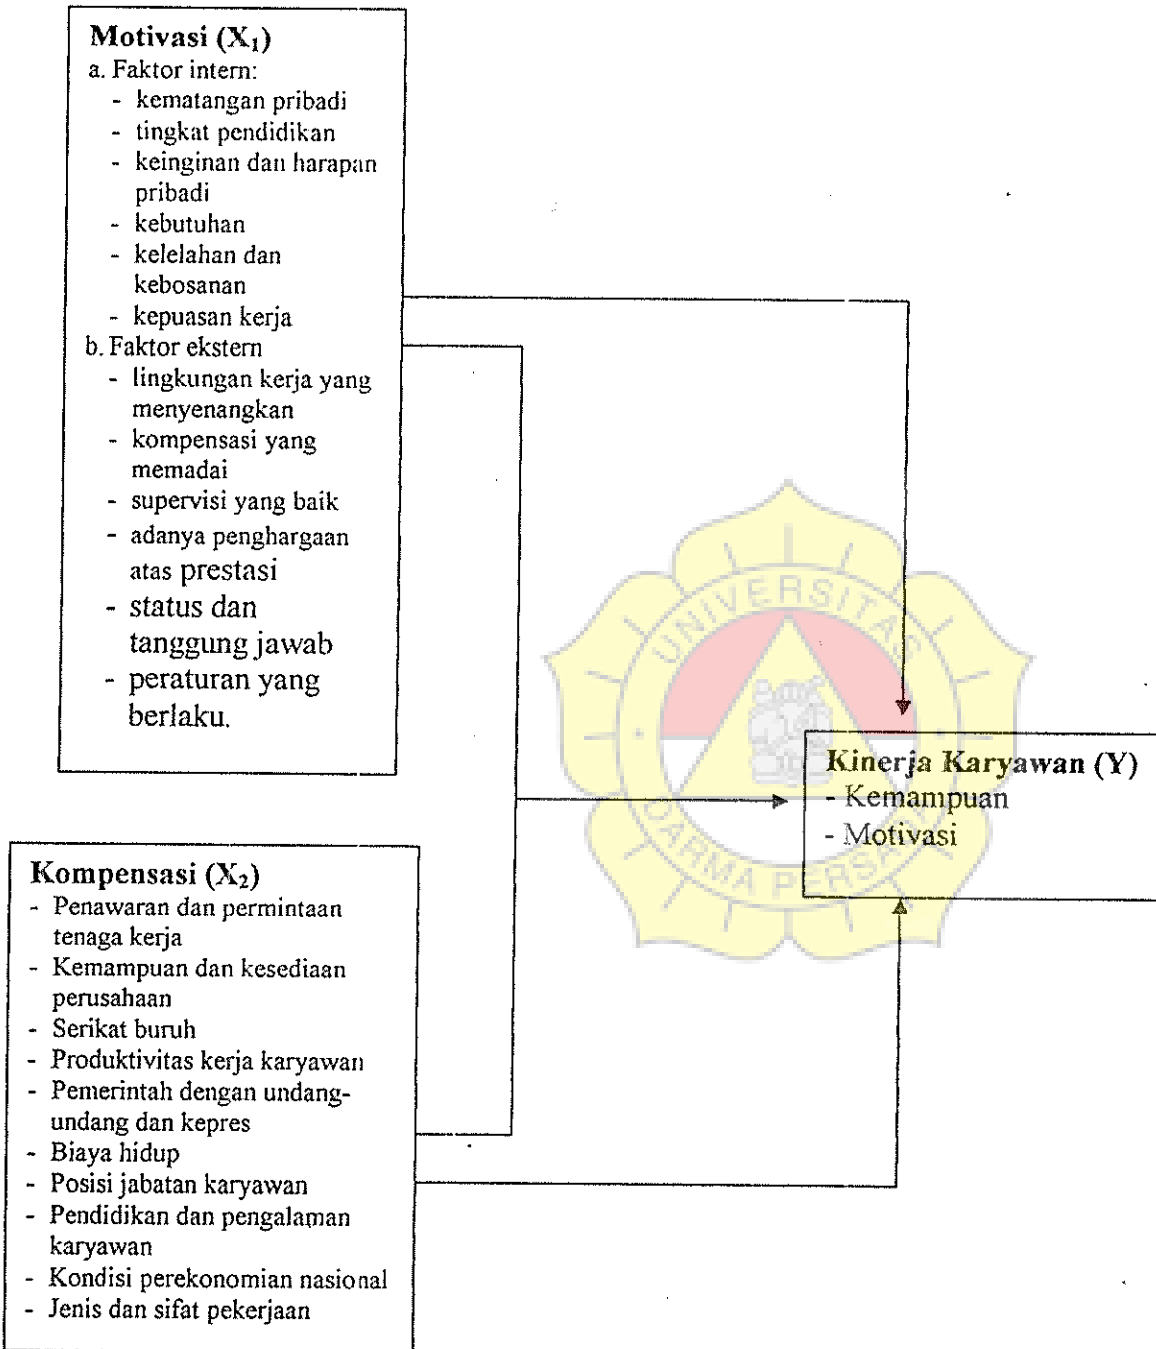 Motivasi (X₁)
a. Faktor intern:
- kematangan pribadi
- tingkat pendidikan
- keinginan dan harapan
pribadi
- kebutuhan
- kelelahan dan
kebosanan
- kepuasan kerja
b. Faktor ekstern
- lingkungan kerja yang
menyenangkan
- kompensasi yang
memadai
- supervisi yang baik
- adanya penghargaan
atas prestasi
- status dan
tanggung jawab
- peraturan yang
berlaku.
UNIVERSITAS
DARMA PERSADA
Kinerja Karyawan (Y)
- Kemampuan
- Motivasi
Kompensasi (X₂)
- Penawaran dan permintaan
tenaga kerja
- Kemampuan dan kesediaan
perusahaan
- Serikat buruh
- Produktivitas kerja karyawan
- Pemerintah dengan undang-
undang dan kepres
- Biaya hidup
- Posisi jabatan karyawan
- Pendidikan dan pengalaman
karyawan
- Kondisi perekonomian nasional
- Jenis dan sifat pekerjaan